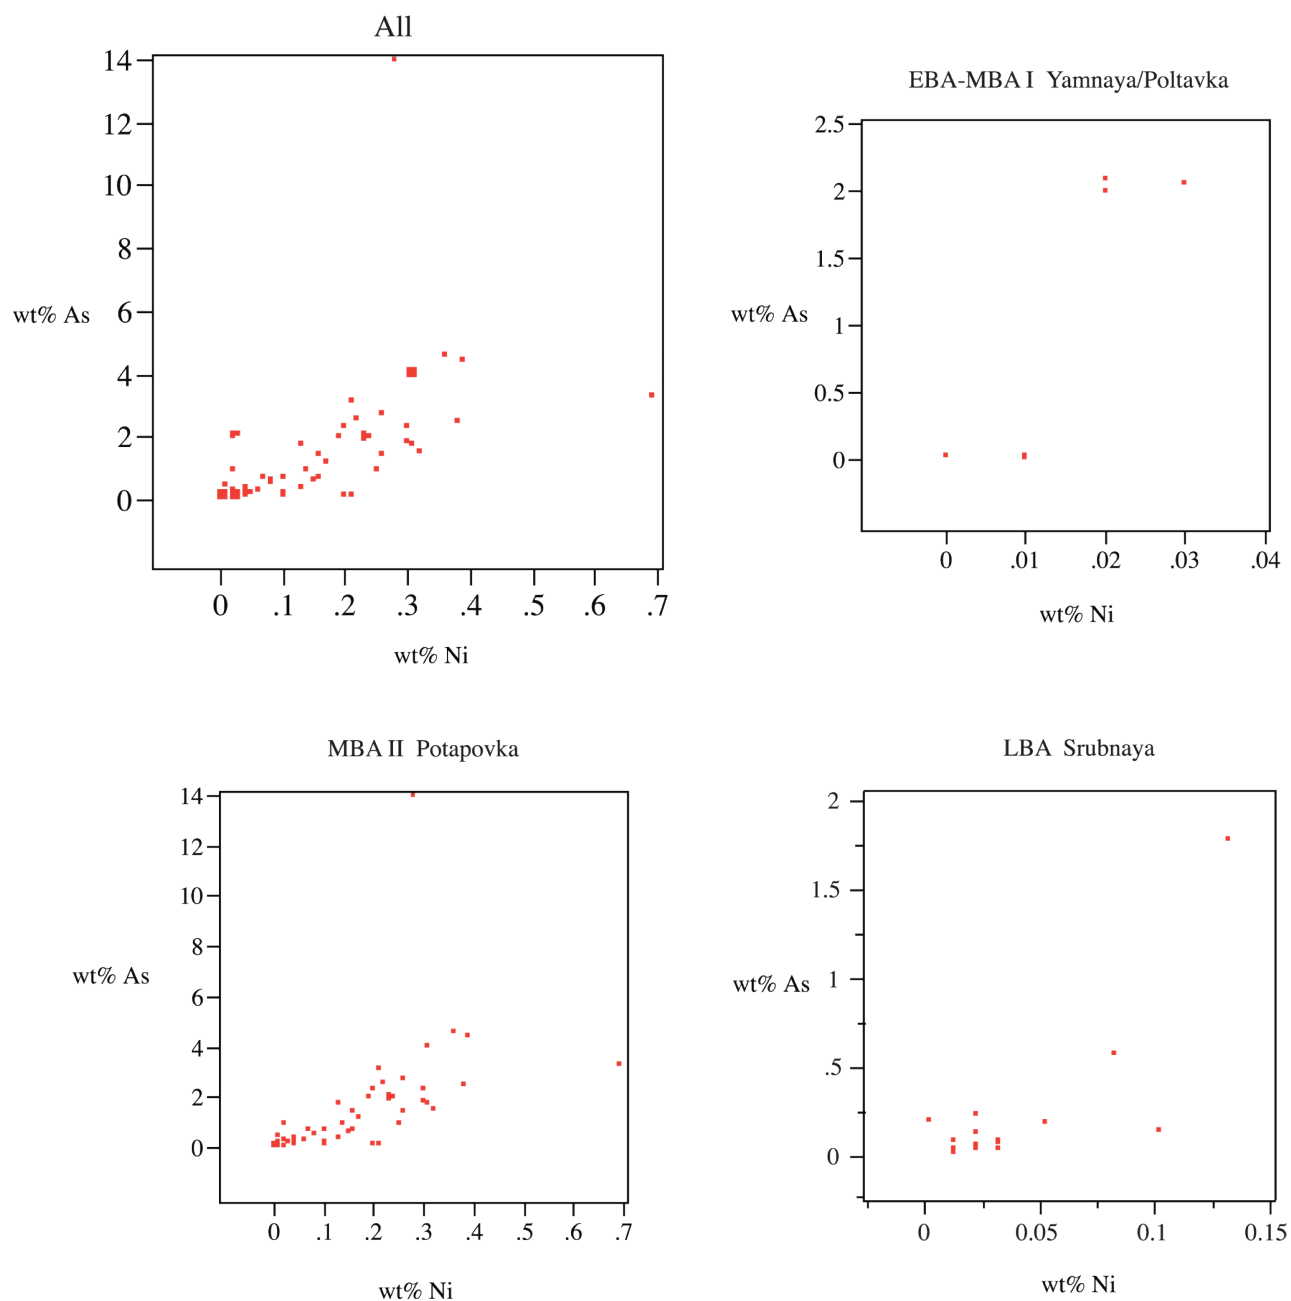 All
14
12
10
8
6
4
2
0
wt% As
0 .1 .2 .3 .4 .5 .6 .7
wt% Ni
EBA-MBA I Yamnaya/Poltavka
2.5
2
1.5
1
0.5
0
wt% As
0 .01 .02 .03 .04
wt% Ni
MBA II Potapovka
14
12
10
8
6
4
2
0
wt% As
0 .1 .2 .3 .4 .5 .6 .7
wt% Ni
LBA Srubnaya
2
1.5
1
.5
0
wt% As
0 0.05 0.1 0.15
wt% Ni